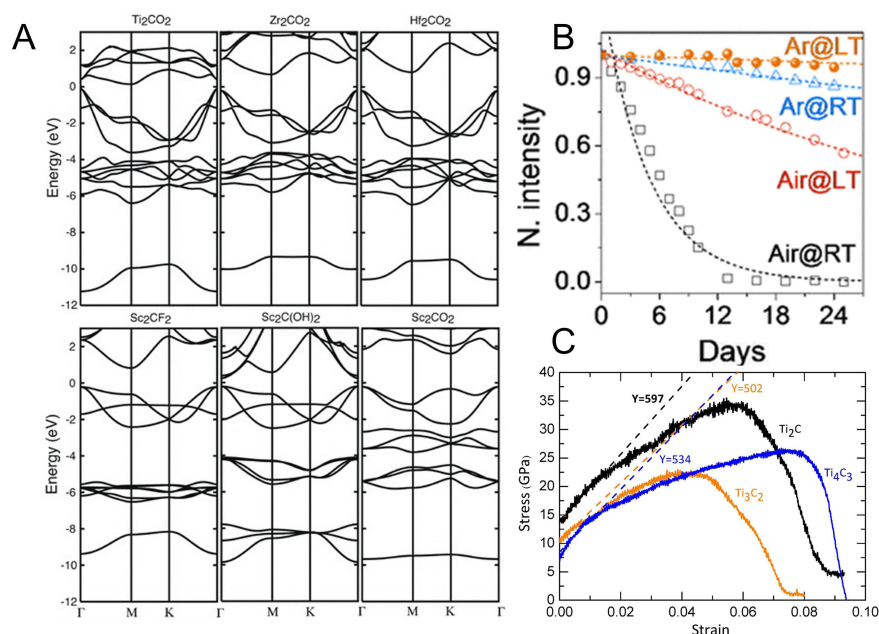 A
Ti2CO2 Zr2CO2 Hf2CO2
Energy (eV)
2
0
-2
-4
-6
-8
-10
-12
Sc2CF2 Sc2C(OH)2 Sc2CO2
Energy (eV)
2
0
-2
-4
-6
-8
-10
-12
Γ M K Γ M K Γ M K Γ
B
N. intensity
0.9
0.6
0.3
0.0
Ar@LT
Ar@RT
Air@LT
Air@RT
0 6 12 18 24
Days
C
Stress (GPa)
40
35
30
25
20
15
10
5
0
Y=597
Y=502
Y=534
Ti2C
Ti4C3
Ti3C2
0.00 0.02 0.04 0.06 0.08 0.10
Strain